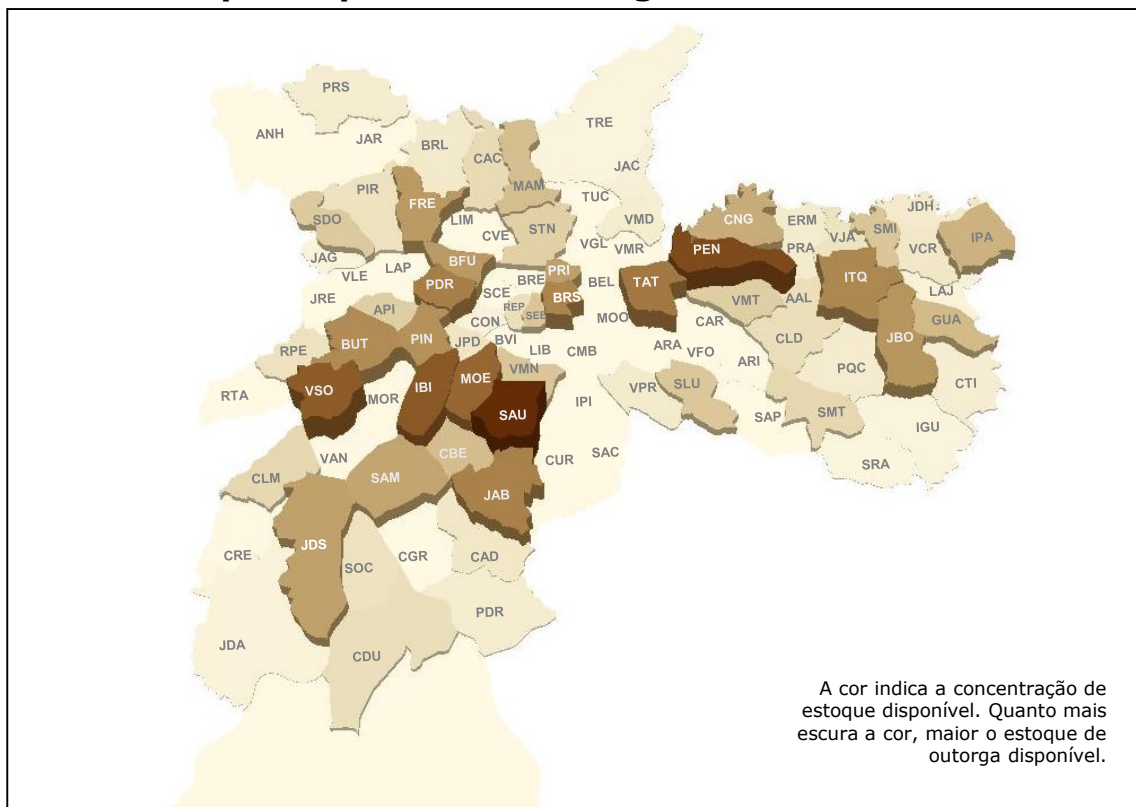 PRS
ANH
JAR
TRE
BRL
CAC
JAC
PIR
MAM
TUC
FRE
SDO
LIM
CVE
STN
VMD
CNG
ERM
JDH
SMI
IPA
VJA
VGL
VMR
PEN
PRA
VCR
JAG
VLE
LAP
BFU
PRI
BRE
BEL
TAT
ITQ
PDR
SCE
BRS
JRE
AAL
LAJ
API
REP
SEE
MOO
VMT
GUA
CON
CAR
BUT
PIN
JPD
BVI
LIB
CMB
ARA
VFO
CLD
JBO
RPE
ARI
PQC
VMN
MOE
VSO
IBI
VPR
SLU
CTI
RTA
MOR
IPI
SAU
SAP
SMT
IGU
CBE
VAN
CUR
SAC
SRA
CLM
SAM
JAB
JDS
CRE
SOC
CGR
CAD
PDR
JDA
CDU
A cor indica a concentração de
estoque disponível. Quanto mais
escura a cor, maior o estoque de
outorga disponível.